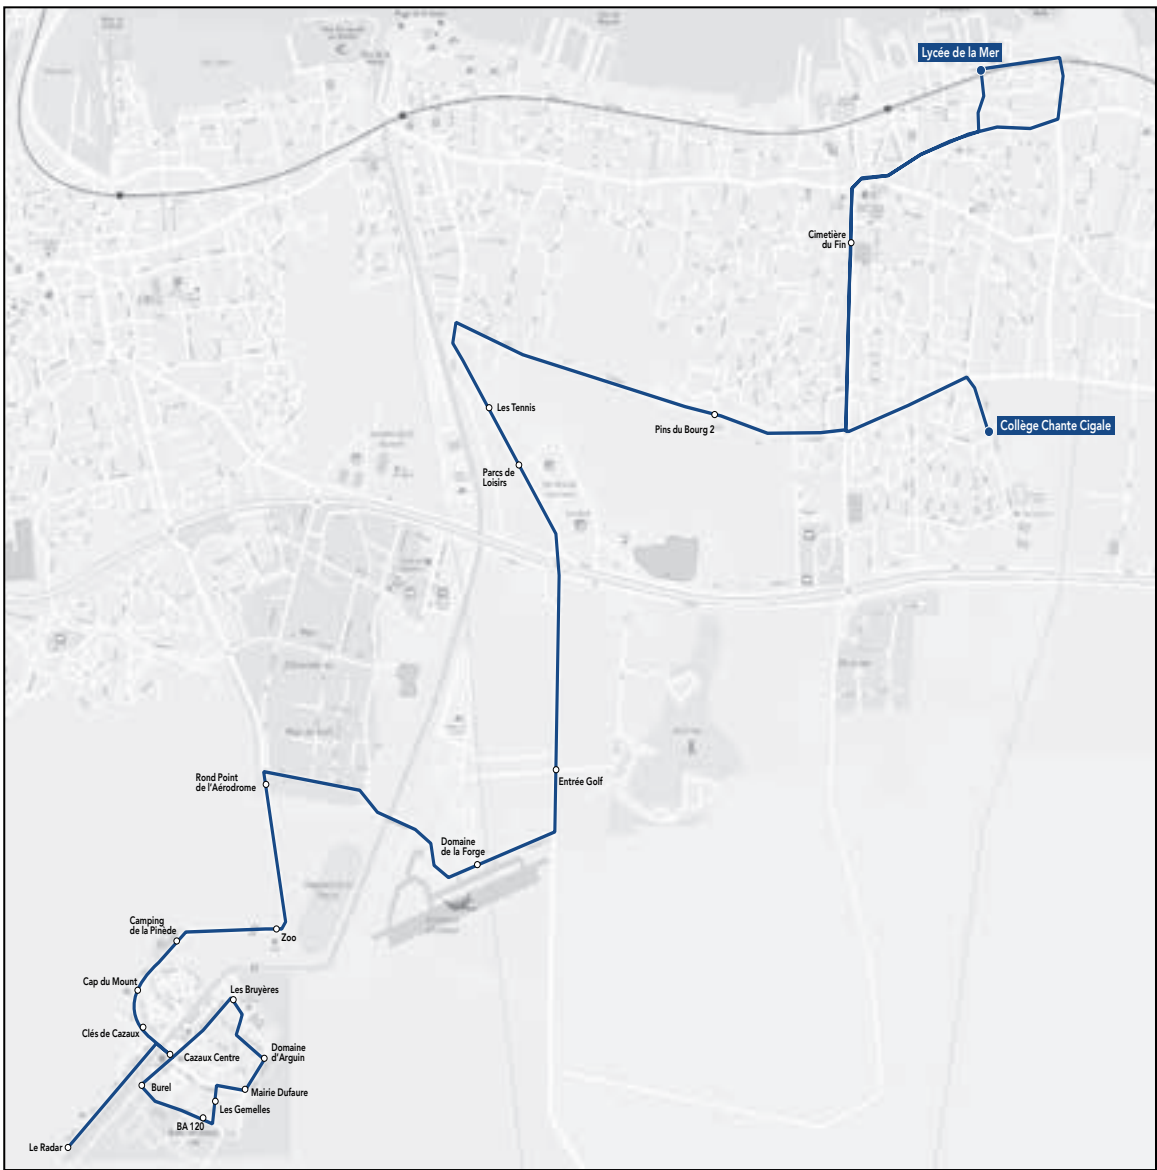 Lycée de la Mer
Cimetière
du Fin
Les Tennis
Pins du Bourg 2
Collège Chante Cigale
Parcs de
Loisirs
Rond Point
de l'Aérodrome
Entrée Golf
Domaine
de la Forge
Camping
de la Pinède
Zoo
Cap du Mount
Les Bruyères
Clés de Cazaux
Cazaux Centre
Domaine
d'Arguin
Burel
Mairie Dufaure
Les Gemelles
BA 120
Le Radar